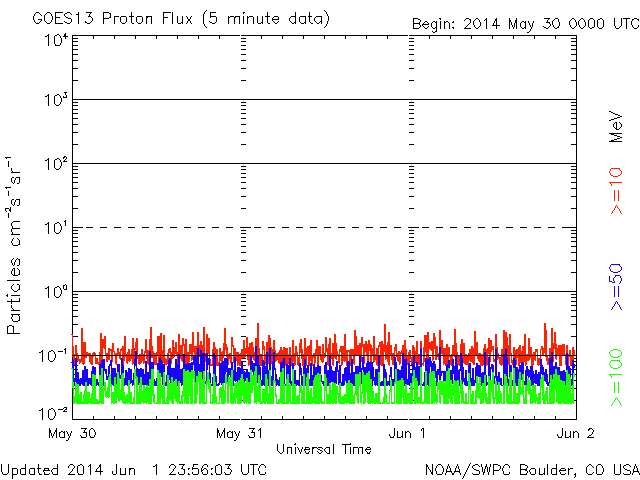 GOES13 Proton Flux (5 minute data)
Begin: 2014 May 30 0000 UTC
Particles cm⁻²s⁻¹sr⁻¹
10⁴
10³
10²
10¹
10⁰
10⁻¹
10⁻²
May 30
May 31
Jun 1
Jun 2
Universal Time
MeV
>=10
>=50
>=100
Updated 2014 Jun 1 23:56:03 UTC
NOAA/SWPC Boulder, CO USA